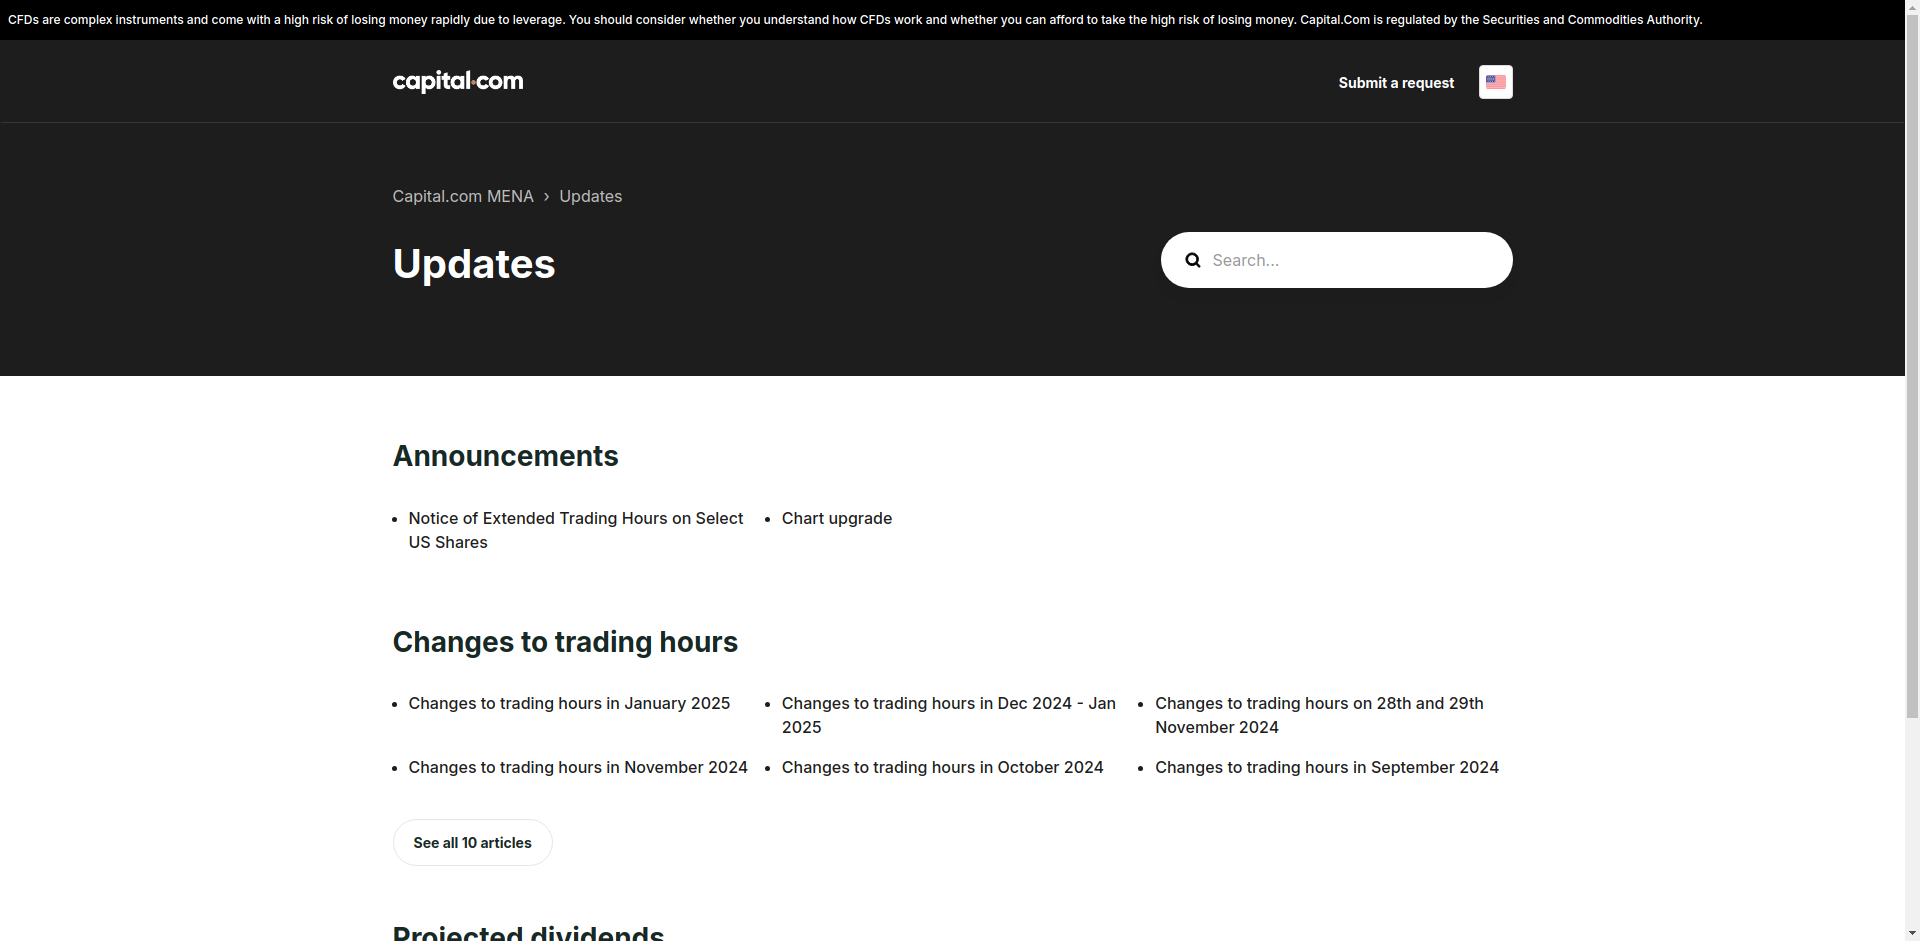 CFDs are complex instruments and come with a high risk of losing money rapidly due to leverage. You should consider whether you understand how CFDs work and whether you can afford to take the high risk of losing money. Capital.Com is regulated by the Securities and Commodities Authority.
capital.com
Submit a request
Capital.com MENA › Updates
Updates
Search...
Announcements
• Notice of Extended Trading Hours on Select
US Shares
• Chart upgrade
Changes to trading hours
• Changes to trading hours in January 2025
• Changes to trading hours in Dec 2024 - Jan
2025
• Changes to trading hours on 28th and 29th
November 2024
• Changes to trading hours in November 2024
• Changes to trading hours in October 2024
• Changes to trading hours in September 2024
See all 10 articles
Projected dividends